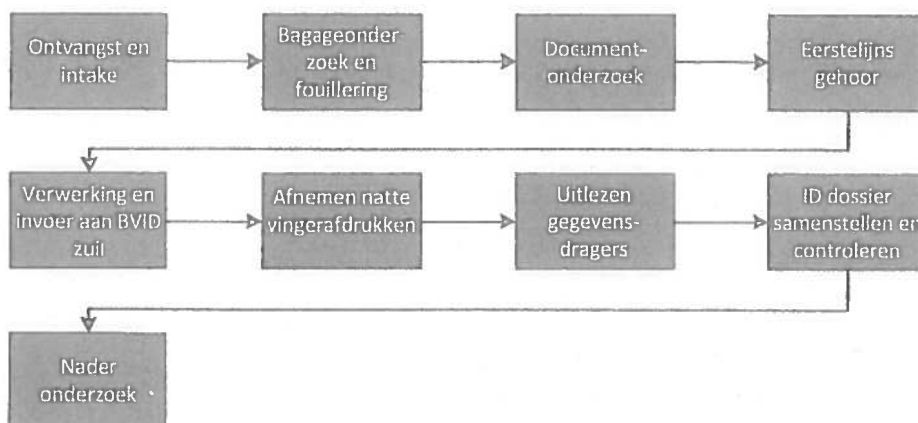 Ontvangst en
intake
Bagageonder-
zoek en
fouillering
Document-
onderzoek
Eerstelijns
gehoor
Verwerking en
invoer aan BVID
zuil
Afnemen natte
vingerafdrukken
Uitlezen
gegevens-
dragers
ID dossier
samenstellen en
controleren
Nader
onderzoek